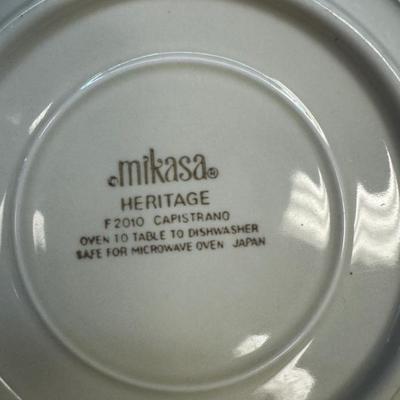 mikasa®
HERITAGE
F2010 CAPISTRANO
OVEN TO TABLE TO DISHWASHER
SAFE FOR MICROWAVE OVEN JAPAN